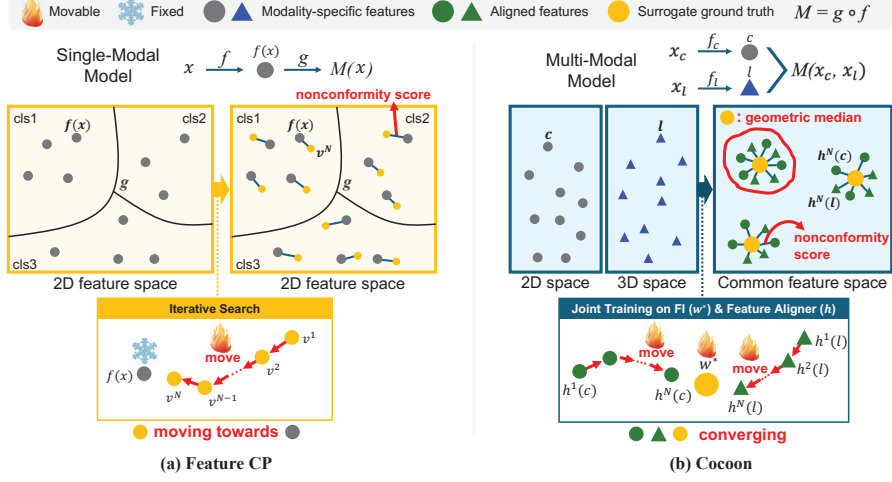 Movable Fixed Modality-specific features Aligned features Surrogate ground truth M = g ∘ f
Single-Modal
Model
x f f(x) g M(x)
nonconformity score
cls1 f(x) cls2 g cls3
2D feature space
cls1 f(x) cls2 v^N g cls3
2D feature space
Iterative Search
f(x) move v^1 v^2 v^{N-1} v^N
moving towards
(a) Feature CP
Multi-Modal
Model
x_c f_c c
x_l f_l l
M(x_c, x_l)
c
2D space
l
3D space
: geometric median
h^N(c)
h^N(l)
nonconformity
score
Common feature space
Joint Training on FI (w*) & Feature Aligner (h)
h^1(c) move h^N(c) w* move h^1(l) h^2(l) h^N(l)
converging
(b) Cocoon